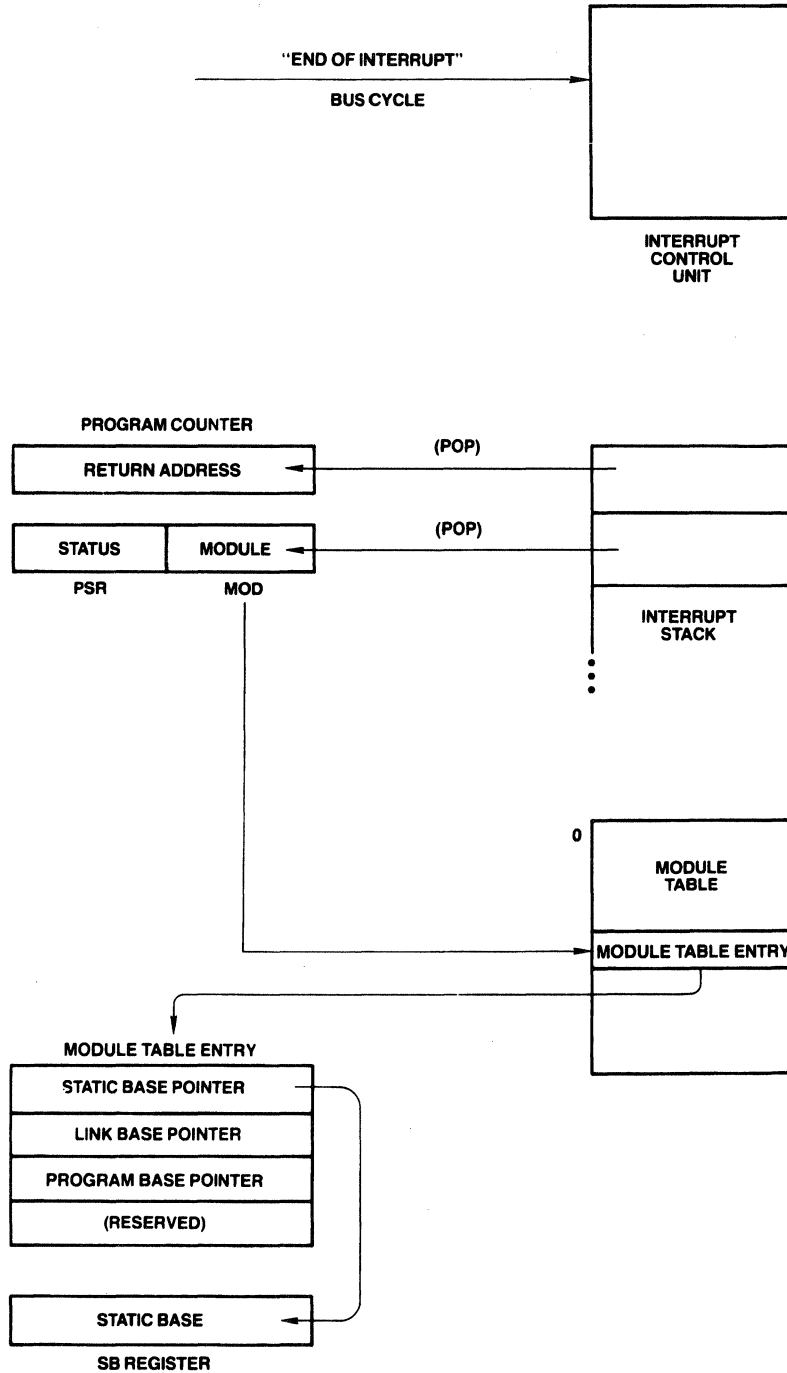 "END OF INTERRUPT"
BUS CYCLE
INTERRUPT
CONTROL
UNIT
PROGRAM COUNTER
RETURN ADDRESS
(POP)
STATUS
MODULE
(POP)
PSR
MOD
INTERRUPT
STACK
0
MODULE
TABLE
MODULE TABLE ENTRY
MODULE TABLE ENTRY
STATIC BASE POINTER
LINK BASE POINTER
PROGRAM BASE POINTER
(RESERVED)
STATIC BASE
SB REGISTER